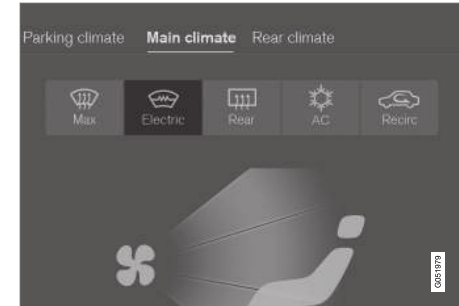 Parking climate Main climate Rear climate
Max Electric Rear AC Recirc
G051979